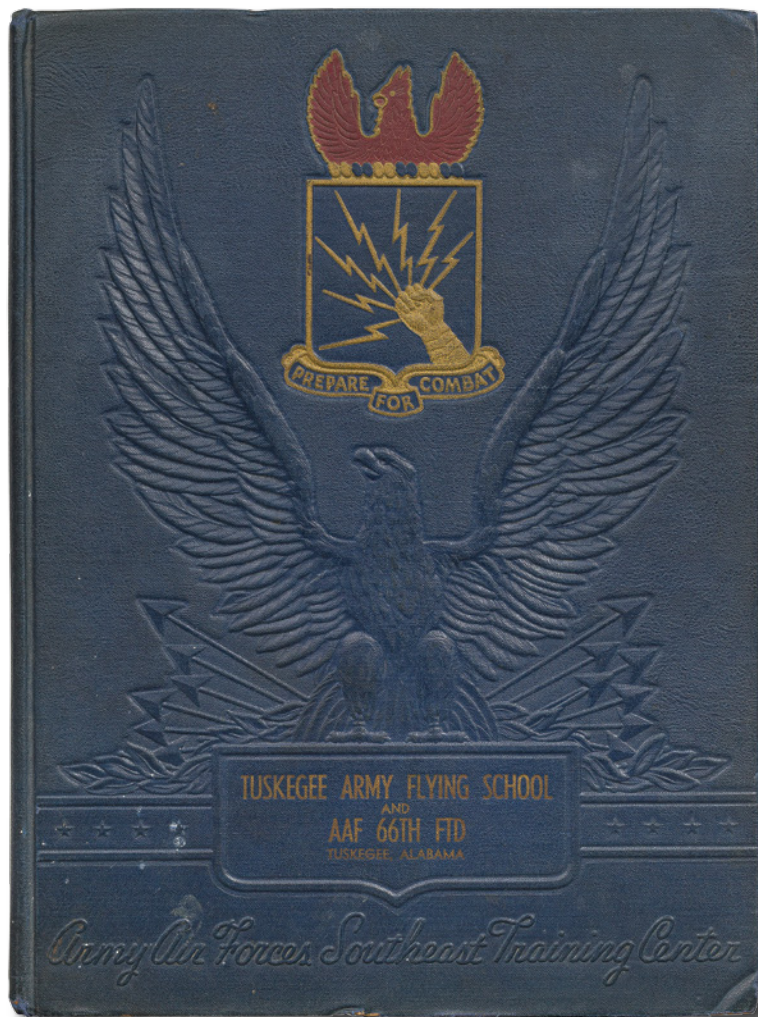 PREPARE FOR COMBAT
TUSKEGEE ARMY FLYING SCHOOL
AND
AAF 66TH FTD
TUSKEGEE, ALABAMA
Army Air Forces Southeast Training Center